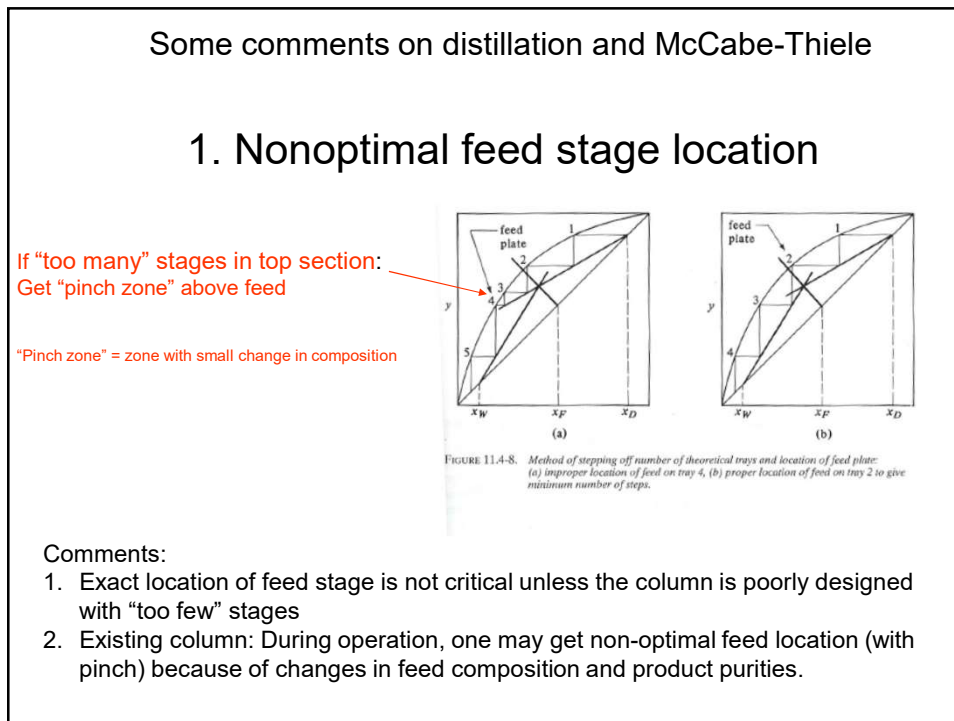 Some comments on distillation and McCabe-Thiele
1. Nonoptimal feed stage location
If “too many” stages in top section:
Get “pinch zone” above feed
“Pinch zone” = zone with small change in composition
feed
plate
1
2
3
4
5
y
xW
xF
xD
(a)
feed
plate
1
2
3
4
y
xW
xF
xD
(b)
FIGURE 11.4-8. Method of stepping off number of theoretical trays and location of feed plate:
(a) improper location of feed on tray 4, (b) proper location of feed on tray 2 to give
minimum number of steps.
Comments:
1. Exact location of feed stage is not critical unless the column is poorly designed
with “too few” stages
2. Existing column: During operation, one may get non-optimal feed location (with
pinch) because of changes in feed composition and product purities.